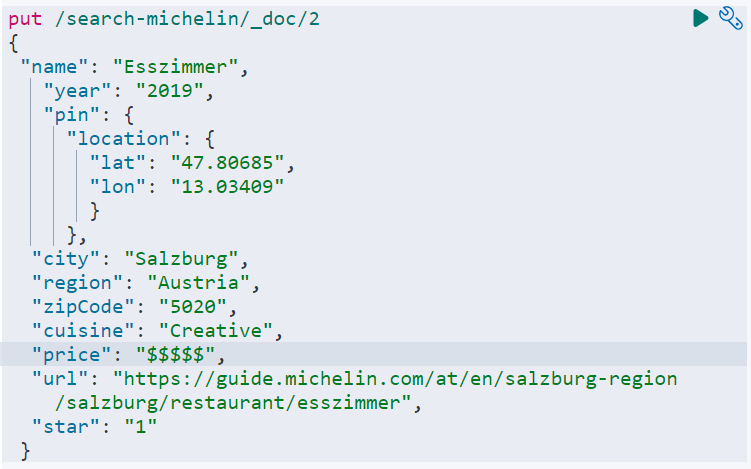 put /search-michelin/_doc/2
{
"name": "Esszimmer",
"year": "2019",
"pin": {
"location": {
"lat": "47.80685",
"lon": "13.03409"
}
},
"city": "Salzburg",
"region": "Austria",
"zipCode": "5020",
"cuisine": "Creative",
"price": "$$$$$",
"url": "https://guide.michelin.com/at/en/salzburg-region
/salzburg/restaurant/esszimmer",
"star": "1"
}